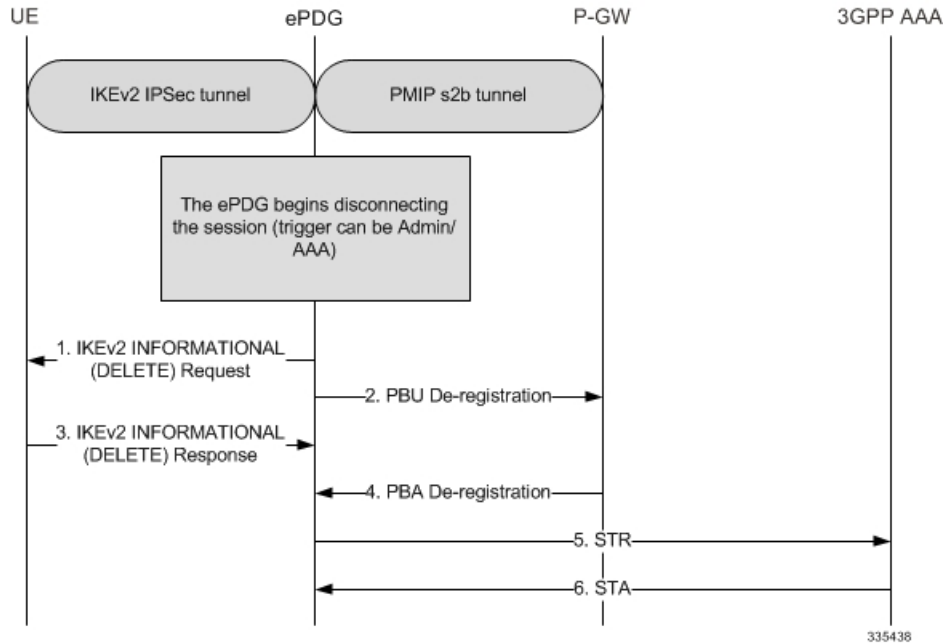 UE ePDG P-GW 3GPP AAA
IKEv2 IPSec tunnel PMIP s2b tunnel
The ePDG begins disconnecting
the session (trigger can be Admin/
AAA)
1. IKEv2 INFORMATIONAL
(DELETE) Request
2. PBU De-registration
3. IKEv2 INFORMATIONAL
(DELETE) Response
4. PBA De-registration
5. STR
6. STA
335438